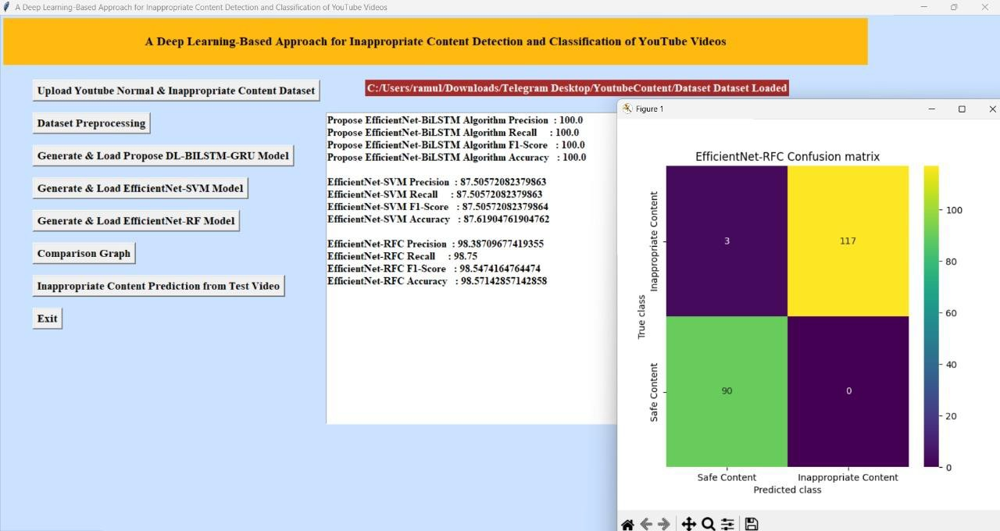 A Deep Learning-Based Approach for Inappropriate Content Detection and Classification of YouTube Videos
A Deep Learning-Based Approach for Inappropriate Content Detection and Classification of YouTube Videos
Upload Youtube Normal & Inappropriate Content Dataset
C:/Users/ramul/Downloads/Telegram Desktop/YoutubeContent/Dataset Dataset Loaded
Dataset Preprocessing
Generate & Load Propose DL-BILSTM-GRU Model
Generate & Load EfficientNet-SVM Model
Generate & Load EfficientNet-RF Model
Comparison Graph
Inappropriate Content Prediction from Test Video
Exit
Propose EfficientNet-BiLSTM Algorithm Precision : 100.0
Propose EfficientNet-BiLSTM Algorithm Recall : 100.0
Propose EfficientNet-BiLSTM Algorithm F1-Score : 100.0
Propose EfficientNet-BiLSTM Algorithm Accuracy : 100.0
EfficientNet-SVM Precision : 87.50572082379863
EfficientNet-SVM Recall : 87.50572082379863
EfficientNet-SVM F1-Score : 87.50572082379864
EfficientNet-SVM Accuracy : 87.61904761904762
EfficientNet-RFC Precision : 98.38709677419355
EfficientNet-RFC Recall : 98.75
EfficientNet-RFC F1-Score : 98.5474164764474
EfficientNet-RFC Accuracy : 98.57142857142858
Figure 1
EfficientNet-RFC Confusion matrix
True class
Inappropriate Content
Safe Content
3
117
90
0
Safe Content
Inappropriate Content
Predicted class
100
80
60
40
20
0